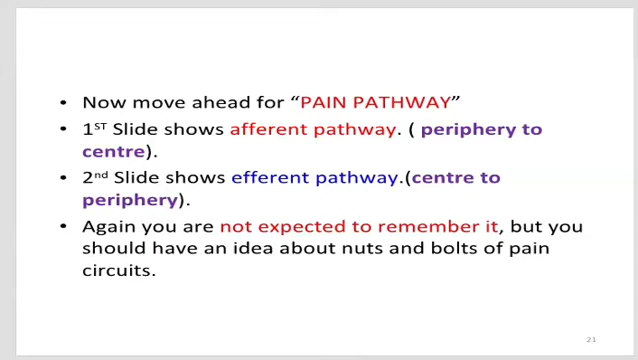 • Now move ahead for “PAIN PATHWAY”
• 1ST Slide shows afferent pathway. ( periphery to
centre).
• 2nd Slide shows efferent pathway.(centre to
periphery).
• Again you are not expected to remember it, but you
should have an idea about nuts and bolts of pain
circuits.
21